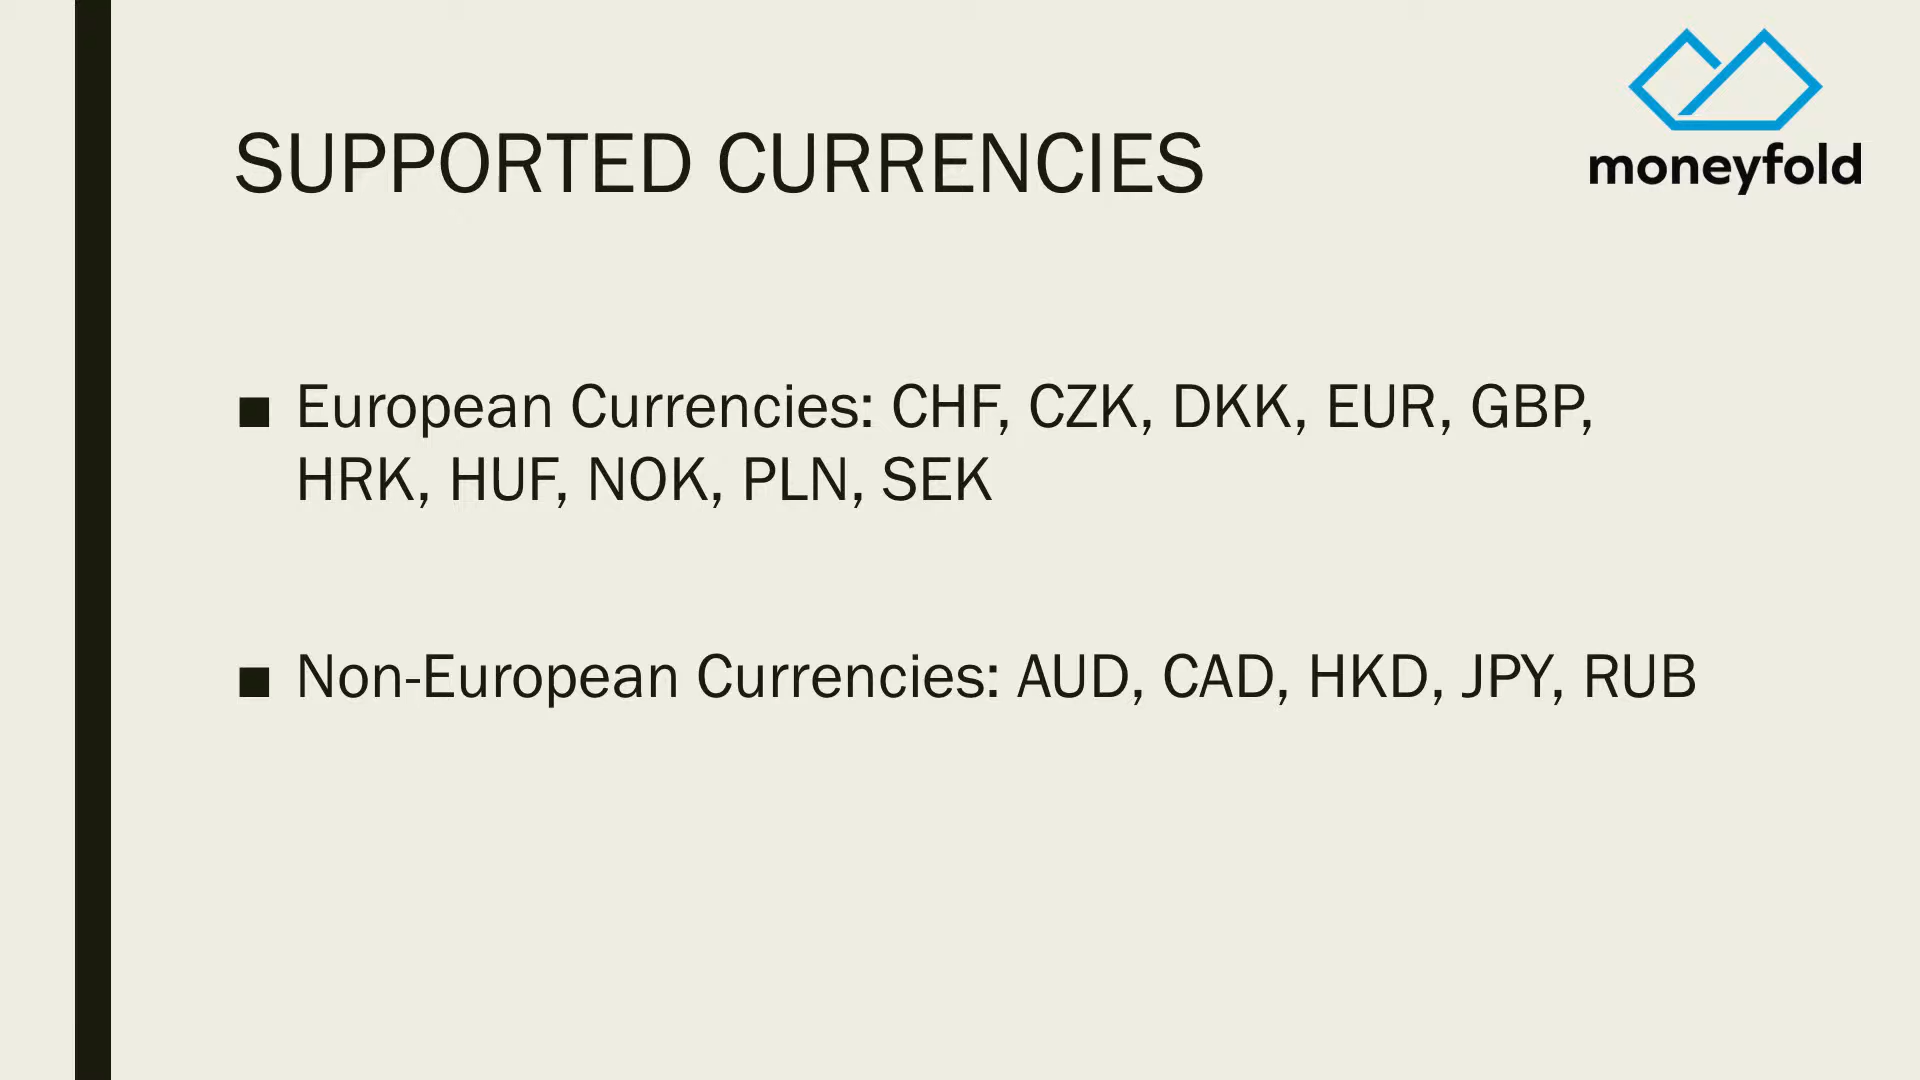 moneyfold
SUPPORTED CURRENCIES
■ European Currencies: CHF, CZK, DKK, EUR, GBP,
HRK, HUF, NOK, PLN, SEK
■ Non-European Currencies: AUD, CAD, HKD, JPY, RUB